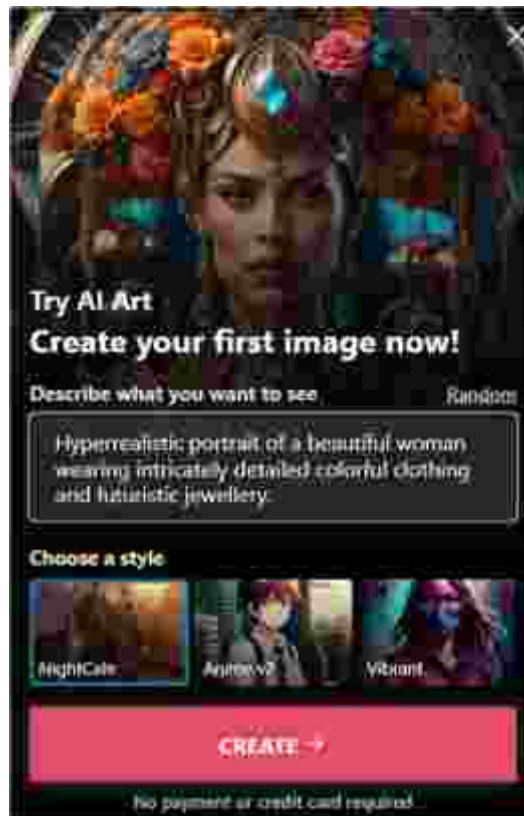 Try AI Art
Create your first image now!
Describe what you want to see
Random
Hyperrealistic portrait of a beautiful woman
wearing intricately detailed colorful clothing
and futuristic jewellery.
Choose a style
NightCafe
Anime v2
Vibrant
CREATE →
No payment or credit card required